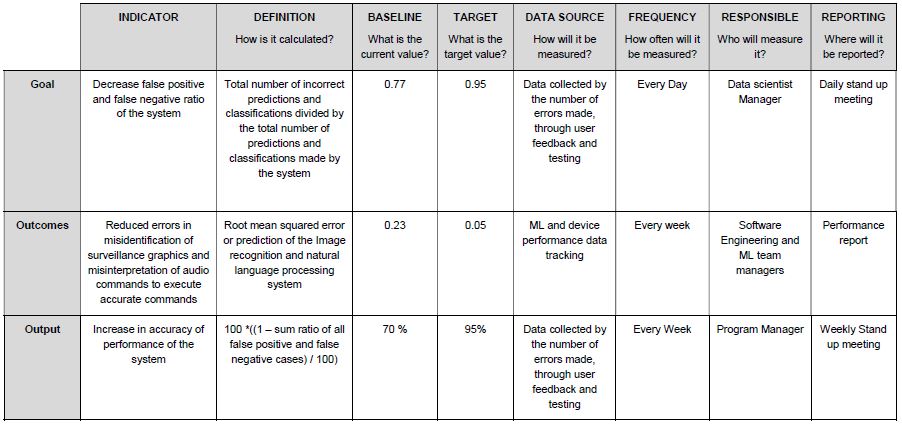 INDICATOR
DEFINITION
How is it calculated?
BASELINE
What is the
current value?
TARGET
What is the
target value?
DATA SOURCE
How will it be
measured?
FREQUENCY
How often will it
be measured?
RESPONSIBLE
Who will measure
it?
REPORTING
Where will it
be reported?
Goal
Decrease false positive
and false negative ratio
of the system
Total number of incorrect
predictions and
classifications divided by
the total number of
predictions and
classifications made by
the system
0.77
0.95
Data collected by
the number of
errors made,
through user
feedback and
testing
Every Day
Data scientist
Manager
Daily stand up
meeting
Outcomes
Reduced errors in
misidentification of
surveillance graphics and
misinterpretation of audio
commands to execute
accurate commands
Root mean squared error
or prediction of the Image
recognition and natural
language processing
system
0.23
0.05
ML and device
performance data
tracking
Every week
Software
Engineering and
ML team
managers
Performance
report
Output
Increase in accuracy of
performance of the
system
100 *((1 – sum ratio of all
false positive and false
negative cases) / 100)
70 %
95%
Data collected by
the number of
errors made,
through user
feedback and
testing
Every Week
Program Manager
Weekly Stand
up meeting